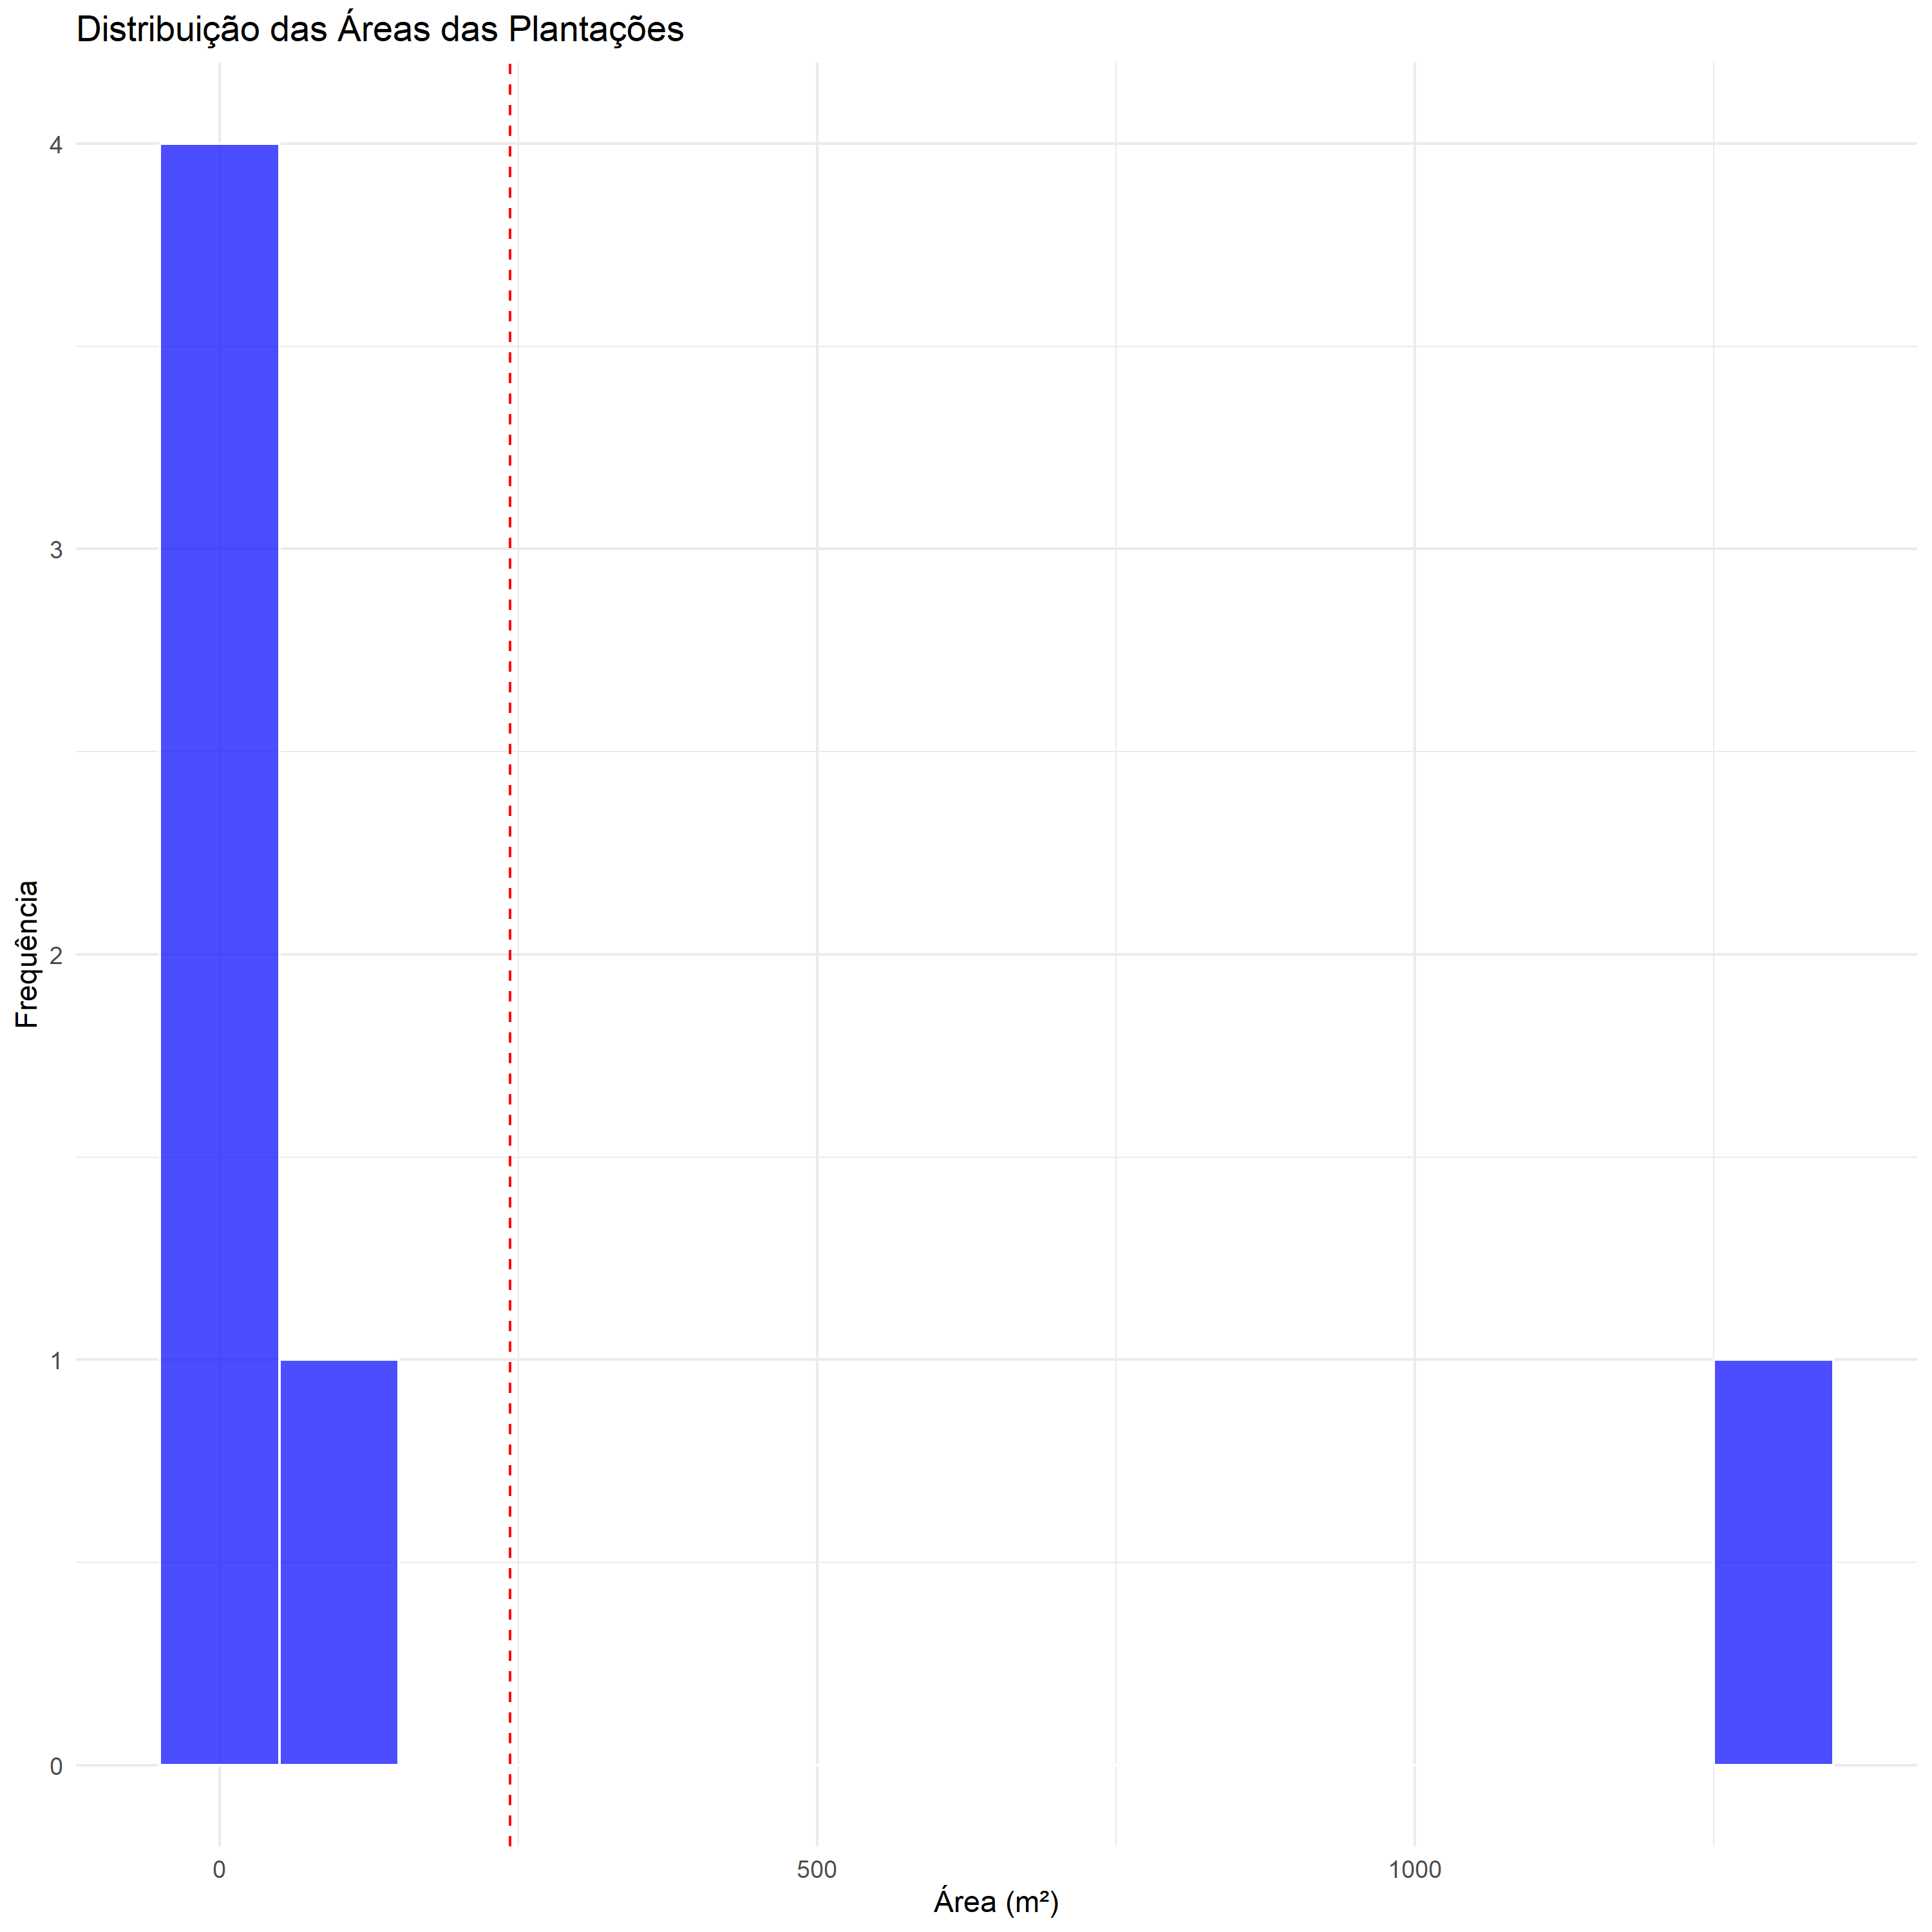 Distribuição das Áreas das Plantações
Frequência
4
3
2
1
0
0
500
1000
Área (m²)